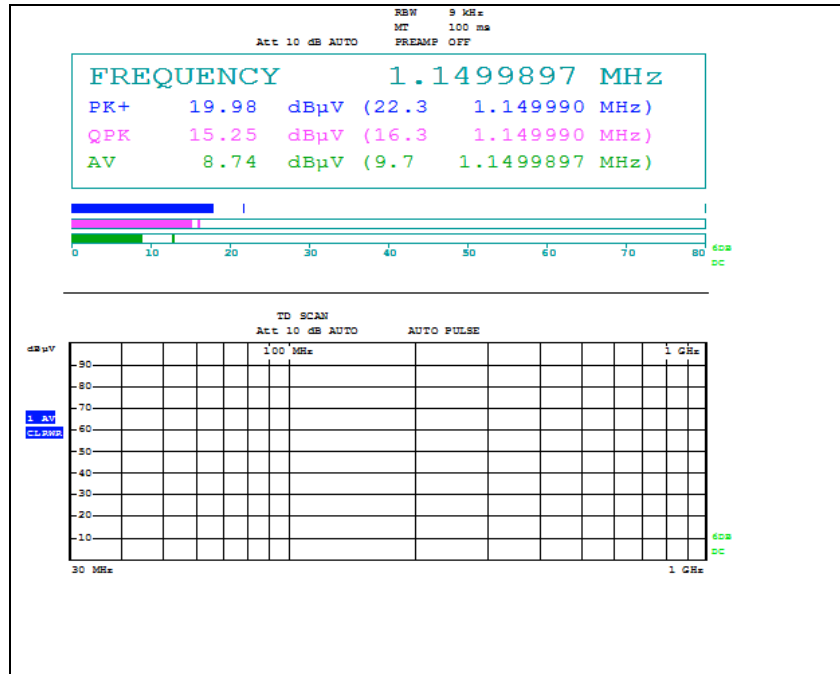 RBW 9 kHz
MT 100 ms
Att 10 dB AUTO PREAMP OFF
FREQUENCY 1.1499897 MHz
PK+ 19.98 dBµV (22.3 1.149990 MHz)
QPK 15.25 dBµV (16.3 1.149990 MHz)
AV 8.74 dBµV (9.7 1.1499897 MHz)
0 10 20 30 40 50 60 70 80
6DB
DC
TD SCAN
Att 10 dB AUTO AUTO PULSE
dBµV
100 MHz 1 GHz
90
80
70
1 AV
CLRWR
60
50
40
30
20
10
6DB
DC
30 MHz 1 GHz